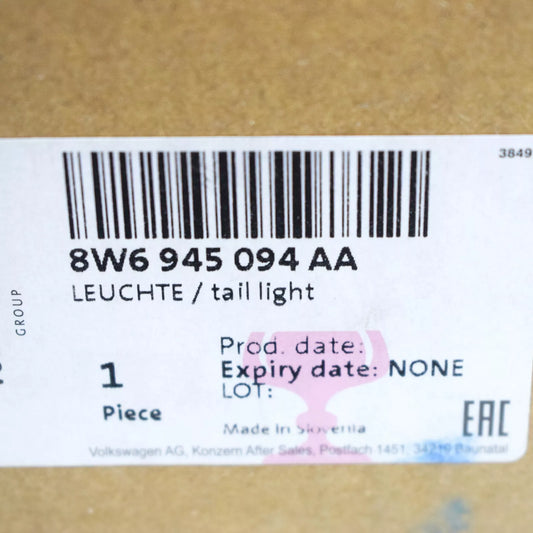 3849
8W6 945 094 AA
LEUCHTE / tail light
GROUP
Prod. date:
1
Expiry date: NONE
LOT:
Piece
Made in Slovenia
EAC
Volkswagen AG, Konzern After Sales, Postfach 1451, 34219 Baunatal